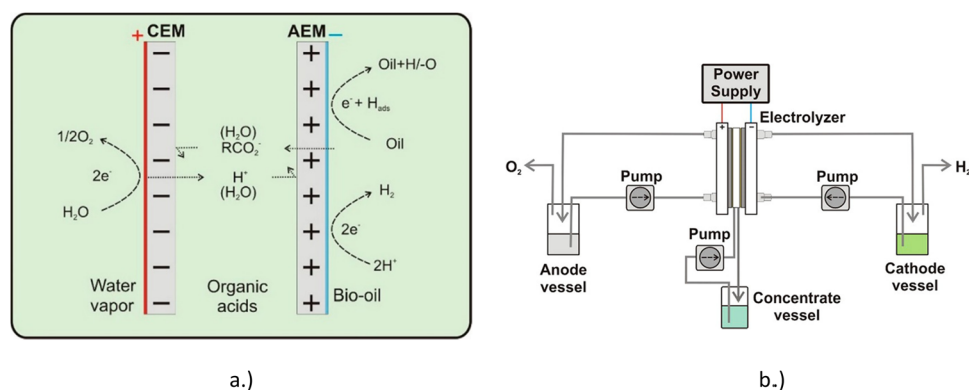 + CEM
AEM −
Oil+H/-O
e⁻ + Hads
Oil
1/2O₂
2e⁻
H₂O
(H₂O)
RCO₂⁻
H⁺
(H₂O)
H₂
2e⁻
2H⁺
Water
vapor
Organic
acids
Bio-oil
a.)
Power
Supply
+ −
Electrolyzer
O₂
Pump
Pump
H₂
Pump
Anode
vessel
Cathode
vessel
Concentrate
vessel
b.)